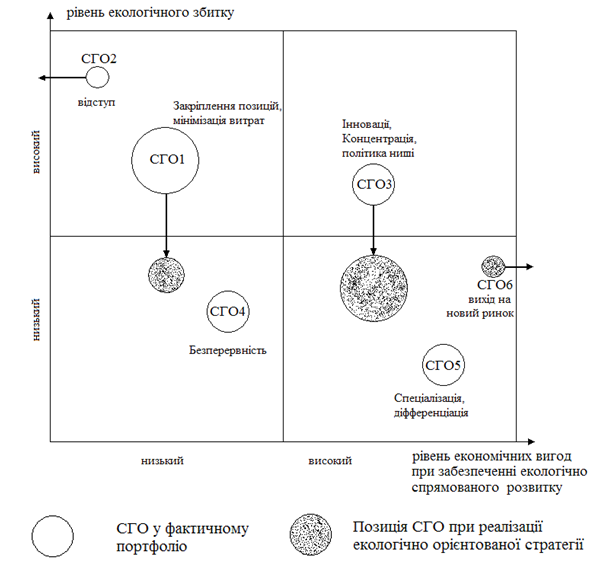 рівень екологічного збитку
СГО2
відступ
Закріплення позицій,
мінімізація витрат
СГО1
Інновації,
Концентрація,
політика ниші
СГО3
високий
СГО4
Безперервність
СГО6
вихід на
новий ринок
СГО5
Спеціалізація,
діфференціація
низький
низький
високий
рівень економічних вигод
при забезпеченні екологічно
спрямованого розвитку
СГО у фактичному
портфоліо
Позиція СГО при реалізації
екологічно орієнтованої стратегії